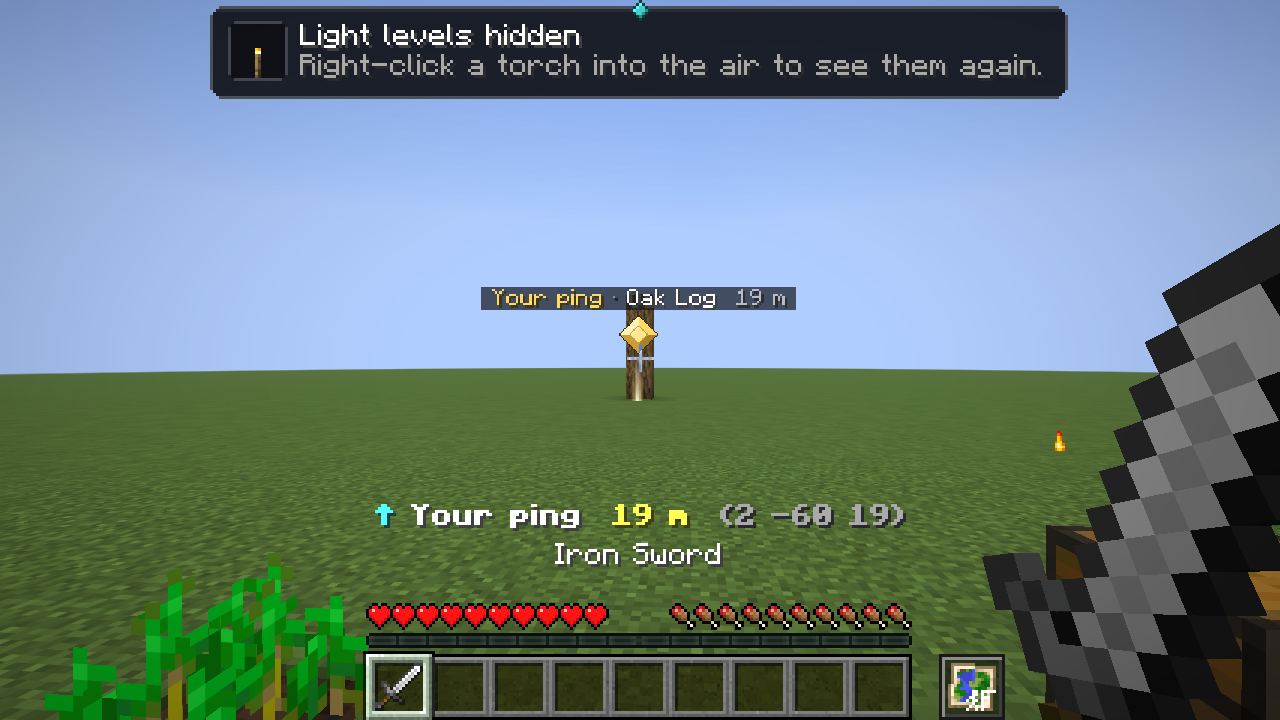 Light levels hidden
Right-click a torch into the air to see them again.
Your ping · Oak Log 19 m
↑ Your ping 19 m (2 -60 19)
Iron Sword